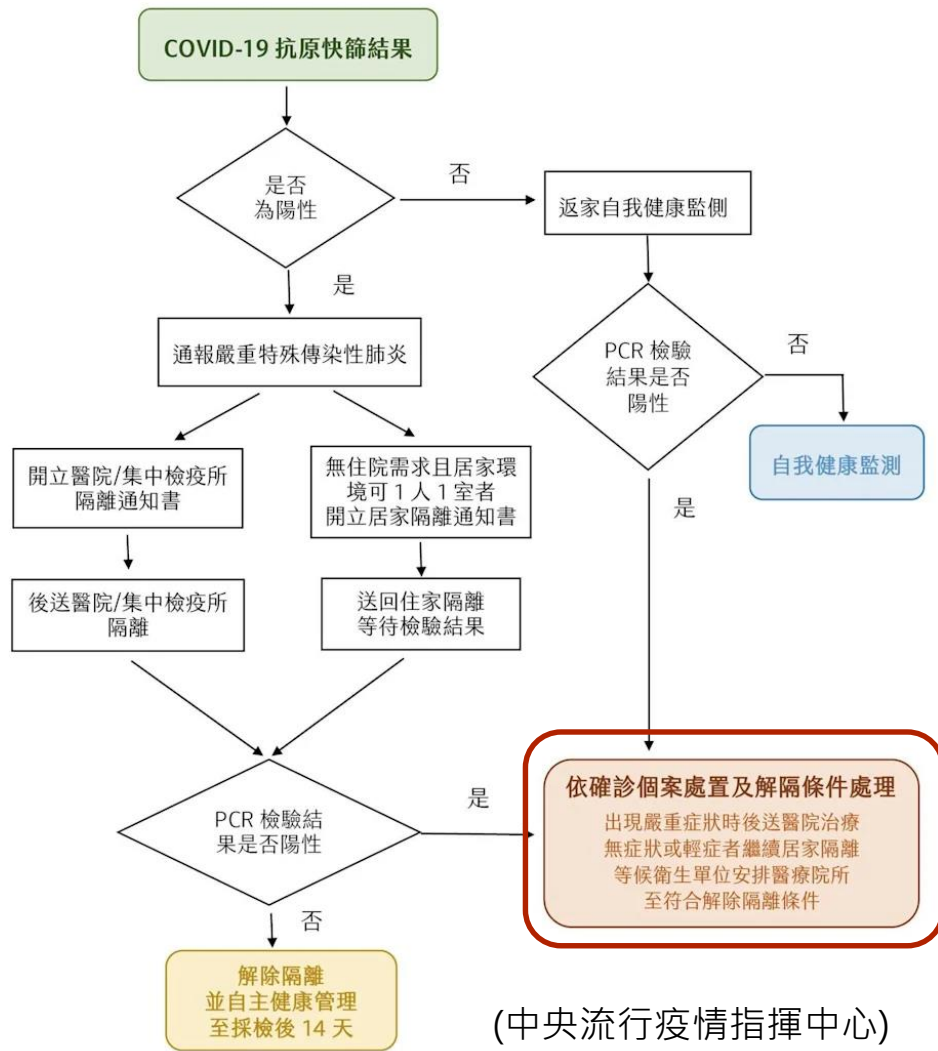 COVID-19 抗原快篩結果
是否
為陽性
否
返家自我健康監側
是
通報嚴重特殊傳染性肺炎
PCR 檢驗
結果是否
陽性
否
自我健康監測
是
開立醫院/集中檢疫所
隔離通知書
無住院需求且居家環
境可 1 人 1 室者
開立居家隔離通知書
後送醫院/集中檢疫所
隔離
送回住家隔離
等待檢驗結果
PCR 檢驗結
果是否陽性
是
依確診個案處置及解隔條件處理
出現嚴重症狀時後送醫院治療
無症狀或輕症者繼續居家隔離
等候衛生單位安排醫療院所
至符合解除隔離條件
否
解除隔離
並自主健康管理
至採檢後 14 天
(中央流行疫情指揮中心)